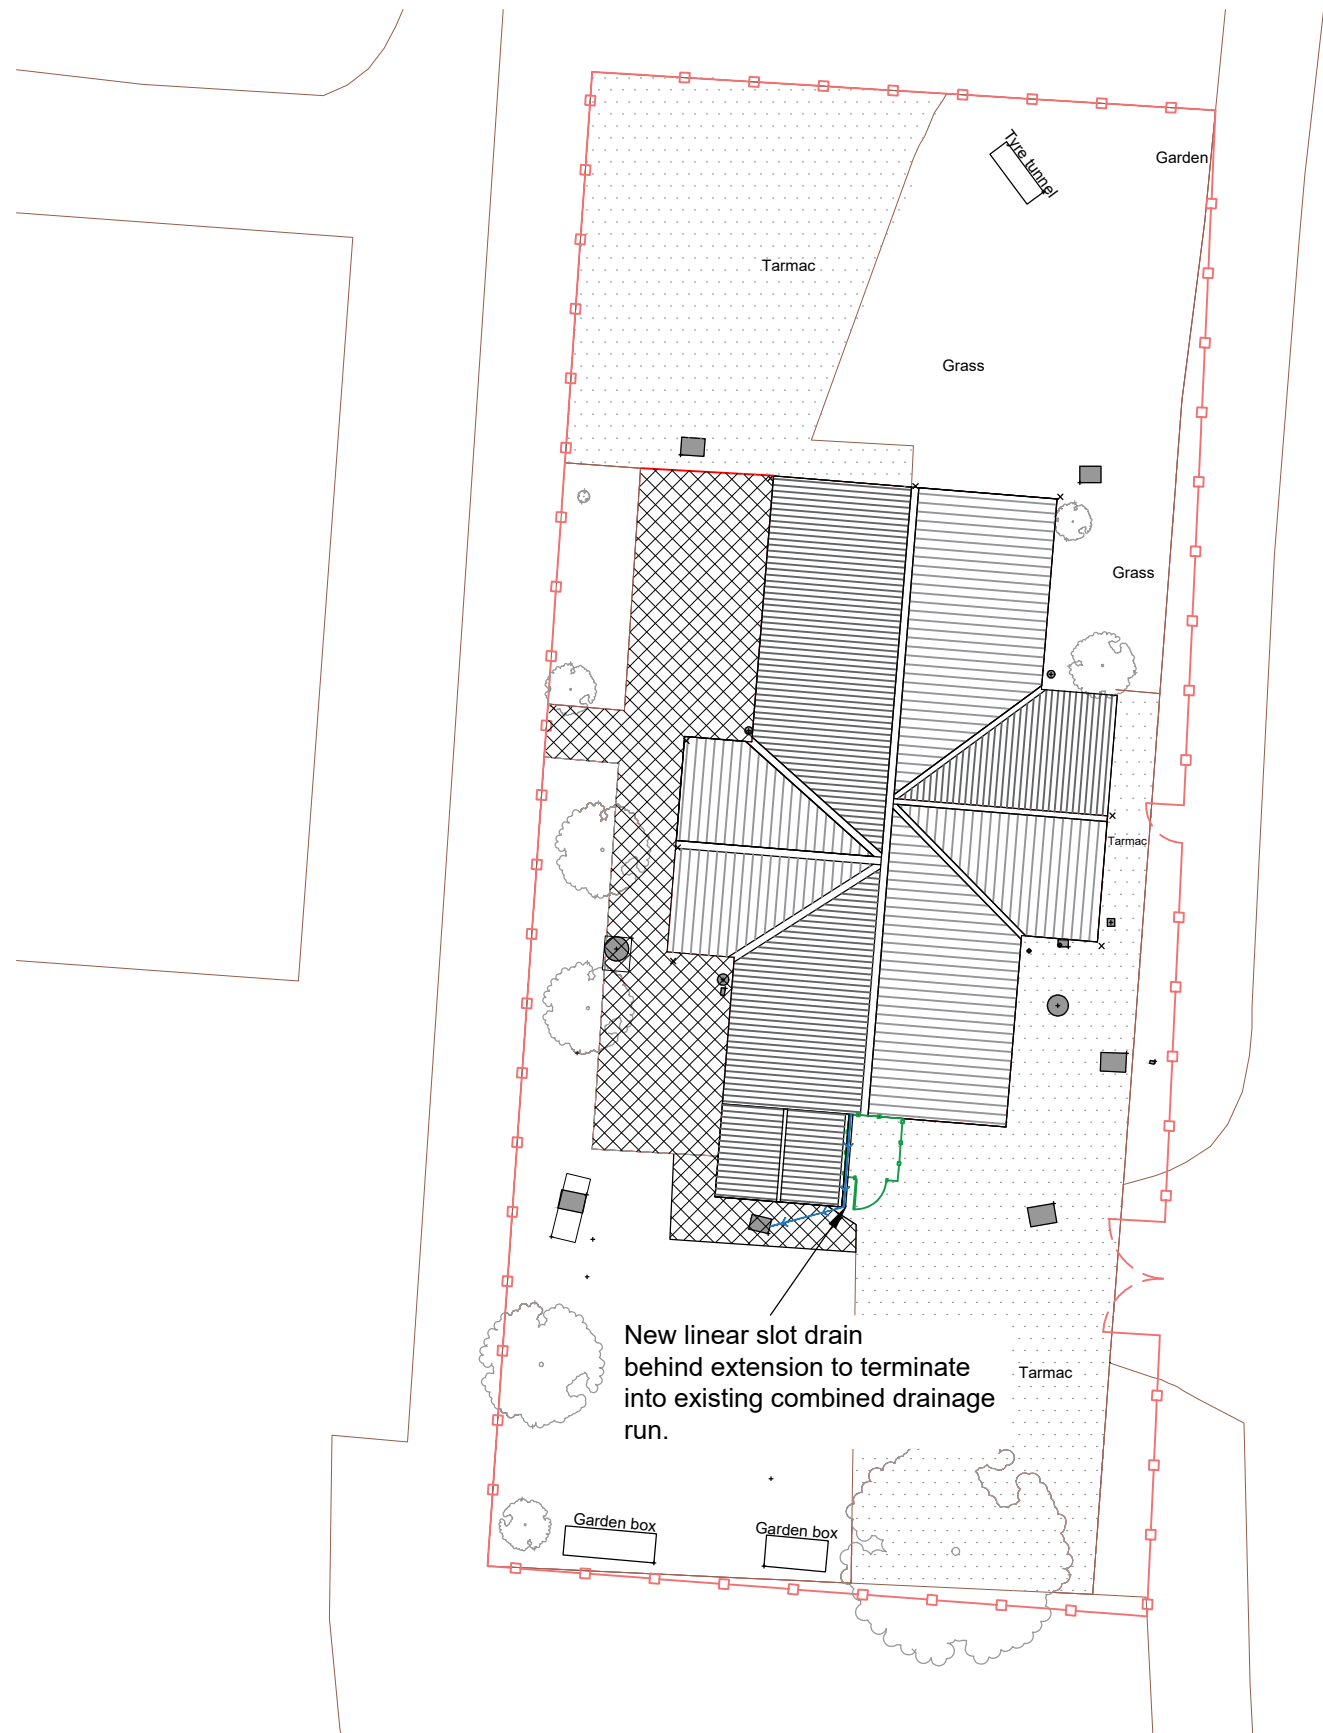 Tyre tunnel
Garden
Tarmac
Grass
Grass
Tarmac
New linear slot drain
behind extension to terminate
into existing combined drainage
run.
Tarmac
Garden box
Garden box